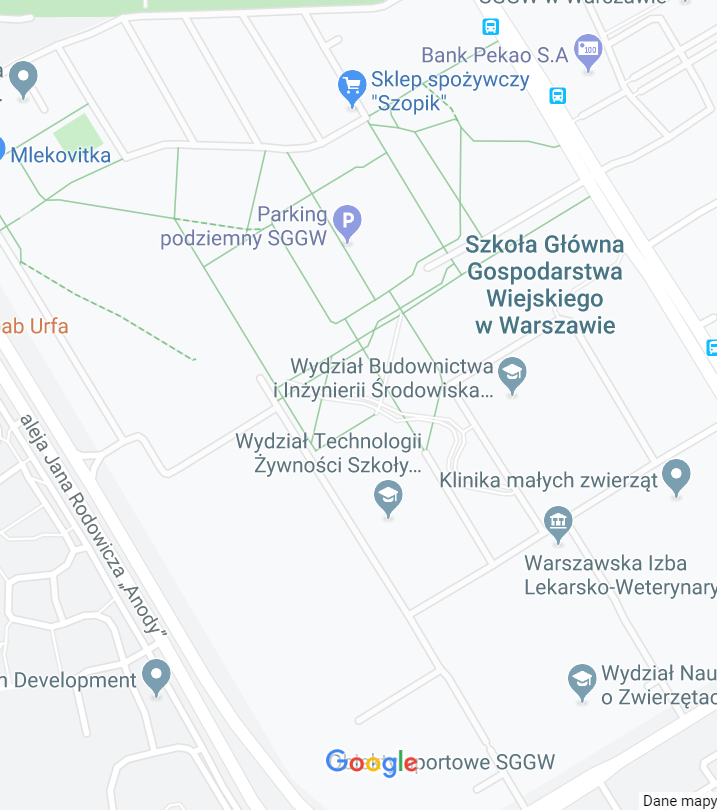 SGGW w Warszawie
Bank Pekao S.A
Sklep spożywczy
"Szopik"
Mlekovitka
Parking
podziemny SGGW
Szkoła Główna
Gospodarstwa
Wiejskiego
w Warszawie
ab Urfa
Wydział Budownictwa
i Inżynierii Środowiska...
aleja Jana Rodowicza „Anody”
Wydział Technologii
Żywności Szkoły...
Klinika małych zwierząt
Warszawska Izba
Lekarsko-Weterynary
n Development
Wydział Nau
o Zwierzętac
Google
portowe SGGW
Dane mapy